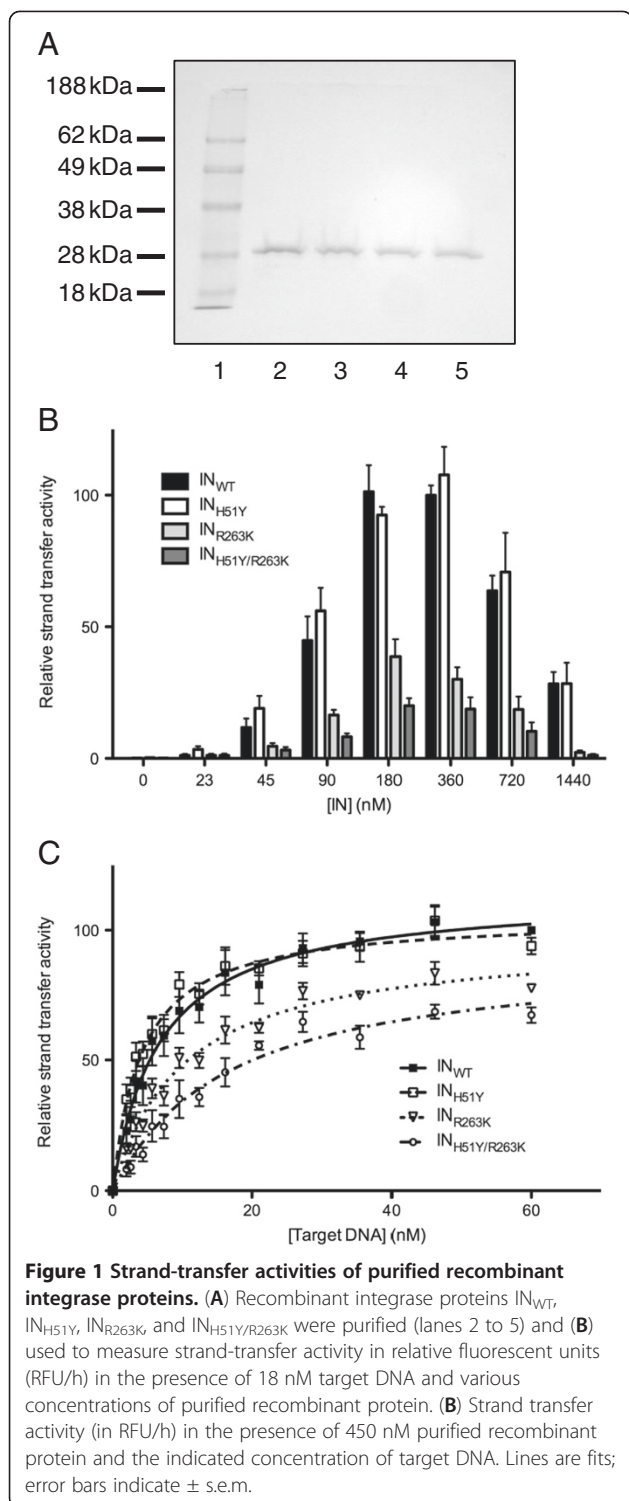 A
188 kDa
62 kDa
49 kDa
38 kDa
28 kDa
18 kDa
1 2 3 4 5
B
Relative strand transfer activity
100
50
0
IN_WT
IN_H51Y
IN_R263K
IN_H51Y/R263K
0 23 45 90 180 360 720 1440
[IN] (nM)
C
Relative strand transfer activity
100
50
0
IN_WT
IN_H51Y
IN_R263K
IN_H51Y/R263K
0 20 40 60
[Target DNA] (nM)
Figure 1 Strand-transfer activities of purified recombinant
integrase proteins. (A) Recombinant integrase proteins IN_WT,
IN_H51Y, IN_R263K, and IN_H51Y/R263K were purified (lanes 2 to 5) and (B)
used to measure strand-transfer activity in relative fluorescent units
(RFU/h) in the presence of 18 nM target DNA and various
concentrations of purified recombinant protein. (B) Strand transfer
activity (in RFU/h) in the presence of 450 nM purified recombinant
protein and the indicated concentration of target DNA. Lines are fits;
error bars indicate ± s.e.m.